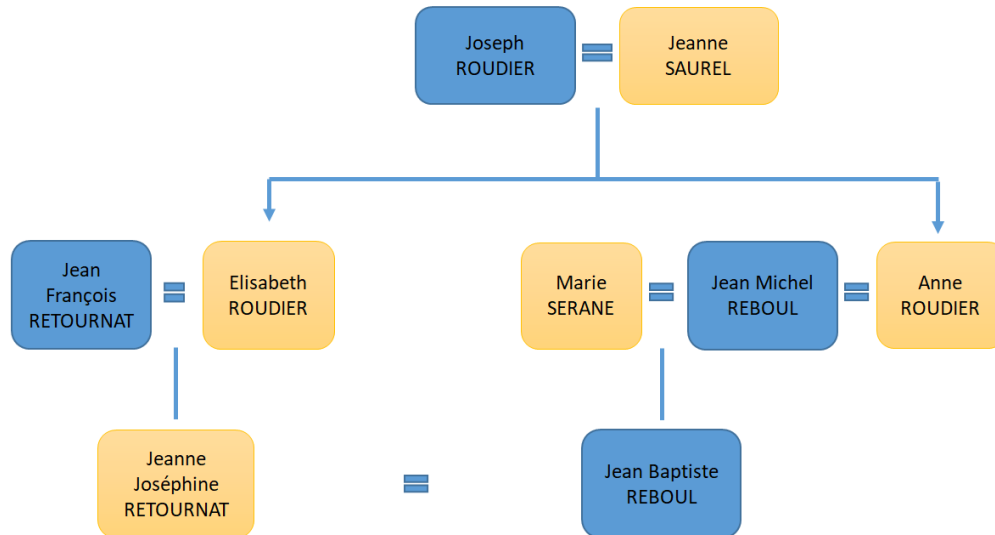 Joseph
ROUDIER
Jeanne
SAUREL
Jean
François
RETOURNAT
Elisabeth
ROUDIER
Marie
SERANE
Jean Michel
REBOUL
Anne
ROUDIER
Jeanne
Joséphine
RETOURNAT
Jean Baptiste
REBOUL